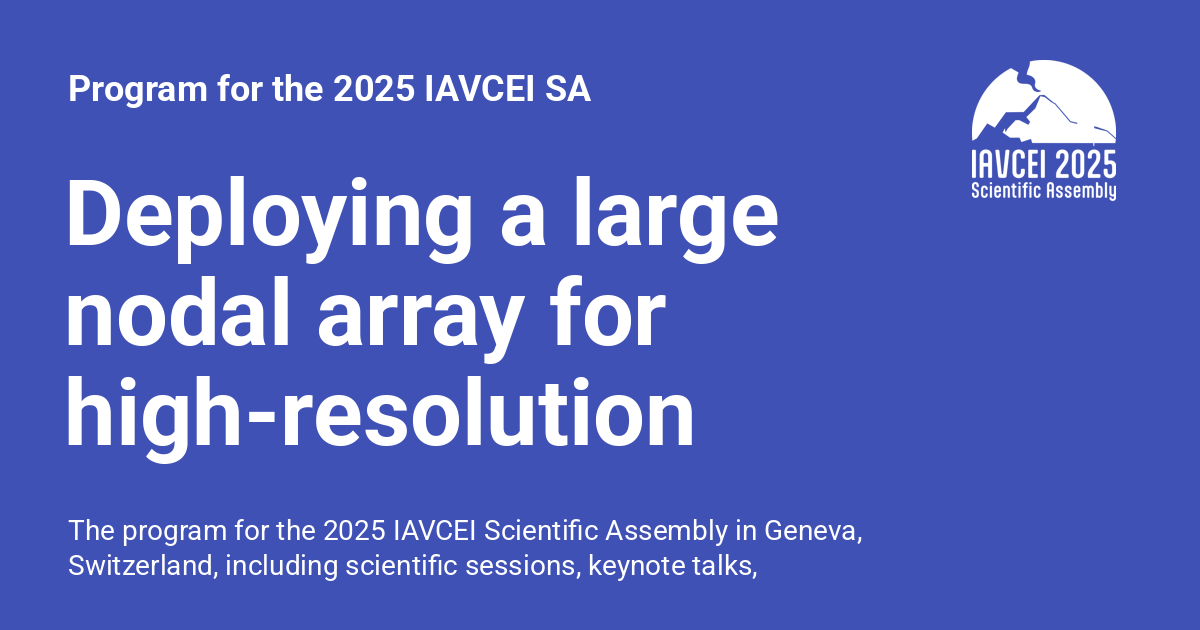 Program for the 2025 IAVCEI SA
IAVCEI 2025
Scientific Assembly
Deploying a large
nodal array for
high-resolution
The program for the 2025 IAVCEI Scientific Assembly in Geneva,
Switzerland, including scientific sessions, keynote talks,